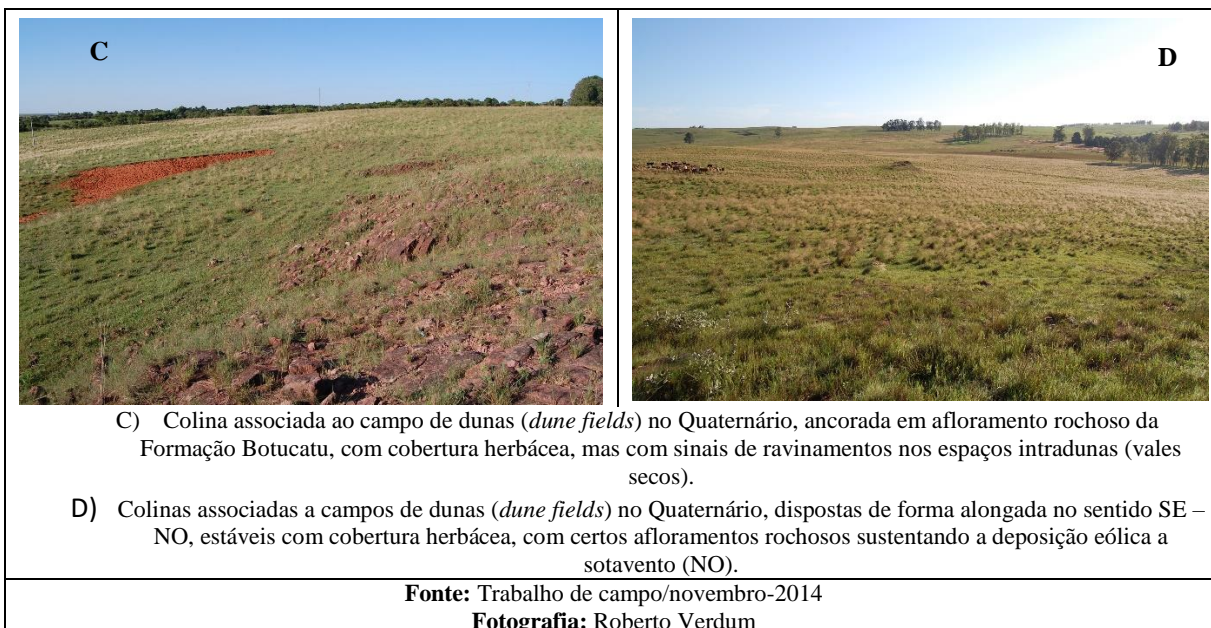 C
D
C) Colina associada ao campo de dunas (dune fields) no Quaternário, ancorada em afloramento rochoso da
Formação Botucatu, com cobertura herbácea, mas com sinais de ravinamentos nos espaços intradunas (vales
secos).
D) Colinas associadas a campos de dunas (dune fields) no Quaternário, dispostas de forma alongada no sentido SE –
NO, estáveis com cobertura herbácea, com certos afloramentos rochosos sustentando a deposição eólica a
sotavento (NO).
Fonte: Trabalho de campo/novembro-2014
Fotografia: Roberto Verdum